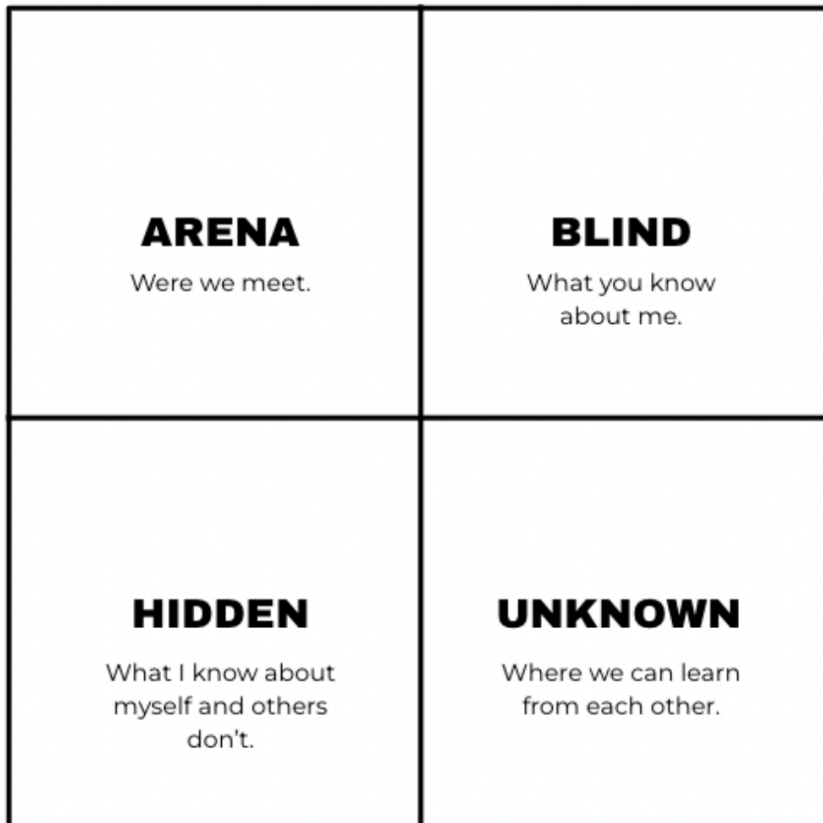 ARENA
Were we meet.
BLIND
What you know
about me.
HIDDEN
What I know about
myself and others
don't.
UNKNOWN
Where we can learn
from each other.